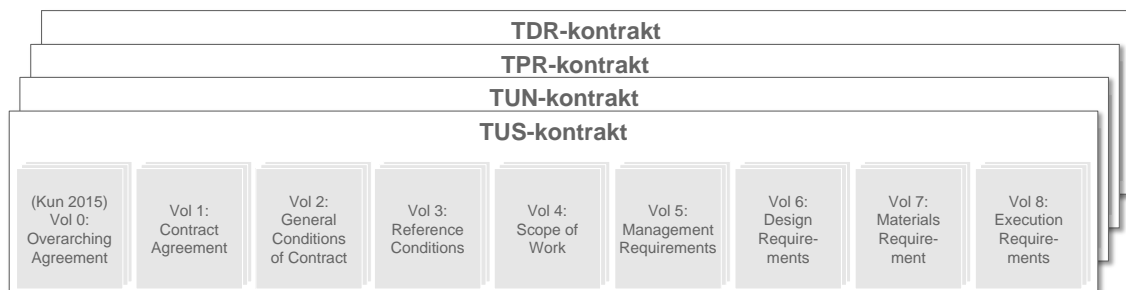 TDR-kontrakt
TPR-kontrakt
TUN-kontrakt
TUS-kontrakt
(Kun 2015)
Vol 0:
Overarching
Agreement
Vol 1:
Contract
Agreement
Vol 2:
General
Conditions
of Contract
Vol 3:
Reference
Conditions
Vol 4:
Scope of
Work
Vol 5:
Management
Requirements
Vol 6:
Design
Require-
ments
Vol 7:
Materials
Require-
ment
Vol 8:
Execution
Require-
ments